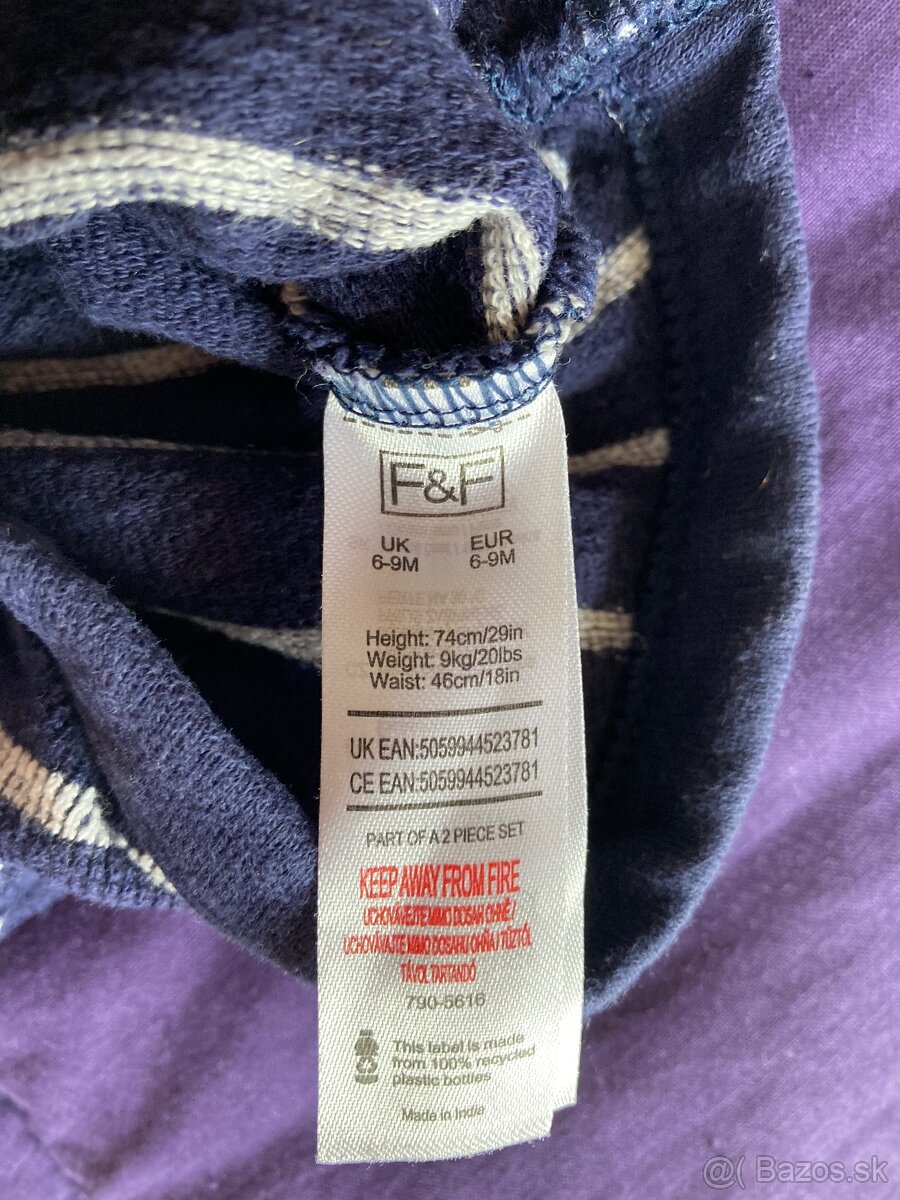 F&F
UK EUR
6-9M 6-9M
Height: 74cm/29in
Weight: 9kg/20lbs
Waist: 46cm/18in
UK EAN:5059944523781
CE EAN:5059944523781
PART OF A 2 PIECE SET
KEEP AWAY FROM FIRE
UCHOVÁVEJTE MIMO DOSAH OHNĚ /
UCHOVÁVAJTE MIMO DOSAHU OHŇA / TŰZTŐL
TÁVOL TARTANDÓ
790-5616
This label is made
from 100% recycled
plastic bottles
Made in India
@( Bazos.sk